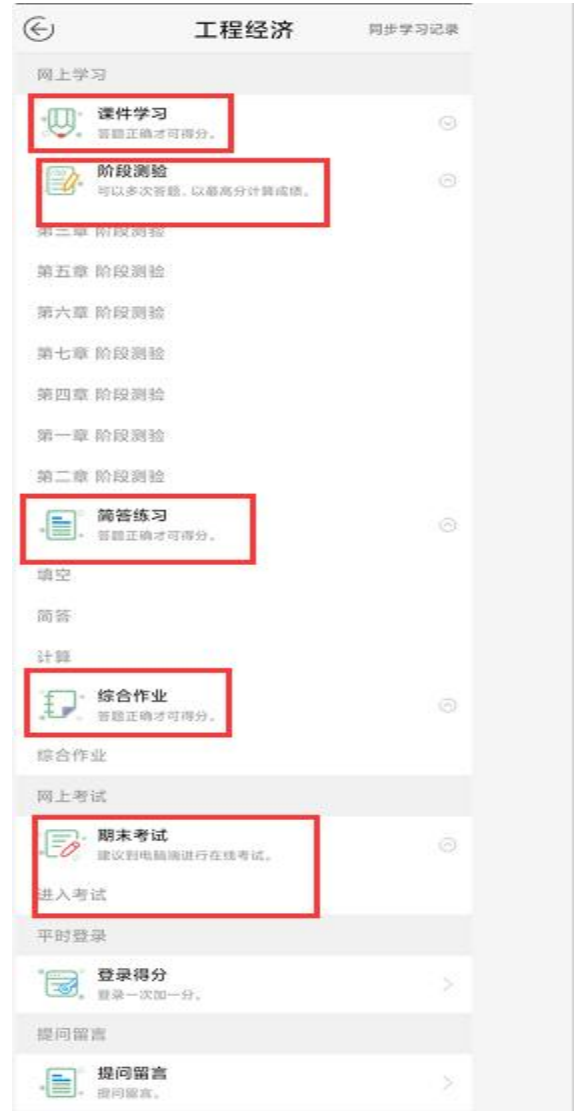 工程经济
同步学习记录
网上学习
课件学习
答题正确才可得分。
阶段测验
可以多次答题，以最高分计算成绩。
第三章 阶段测验
第五章 阶段测验
第六章 阶段测验
第七章 阶段测验
第四章 阶段测验
第一章 阶段测验
第二章 阶段测验
简答练习
答题正确才可得分。
填空
简答
计算
综合作业
答题正确才可得分。
综合作业
网上考试
期末考试
建议到电脑端进行在线考试。
进入考试
平时登录
登录得分
登录一次加一分。
提问留言
提问留言
提问留言。